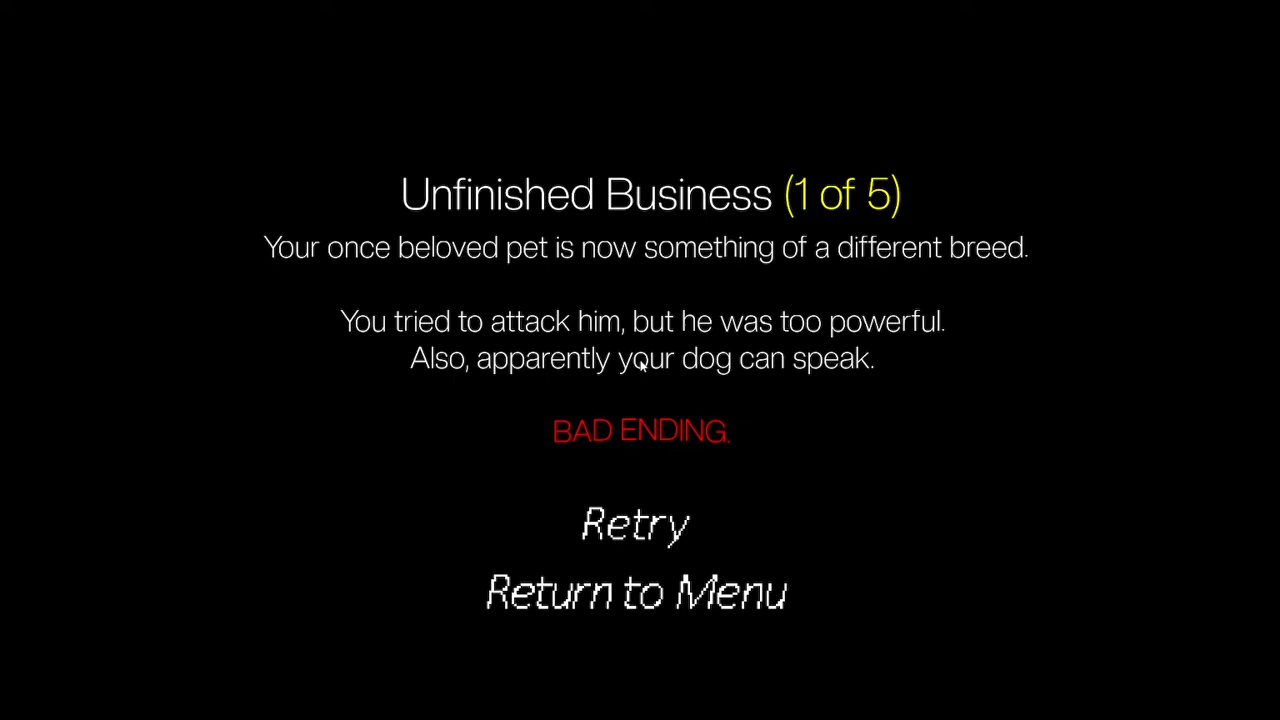 Unfinished Business (1 of 5)
Your once beloved pet is now something of a different breed.
You tried to attack him, but he was too powerful.
Also, apparently your dog can speak.
BAD ENDING.
Retry
Return to Menu